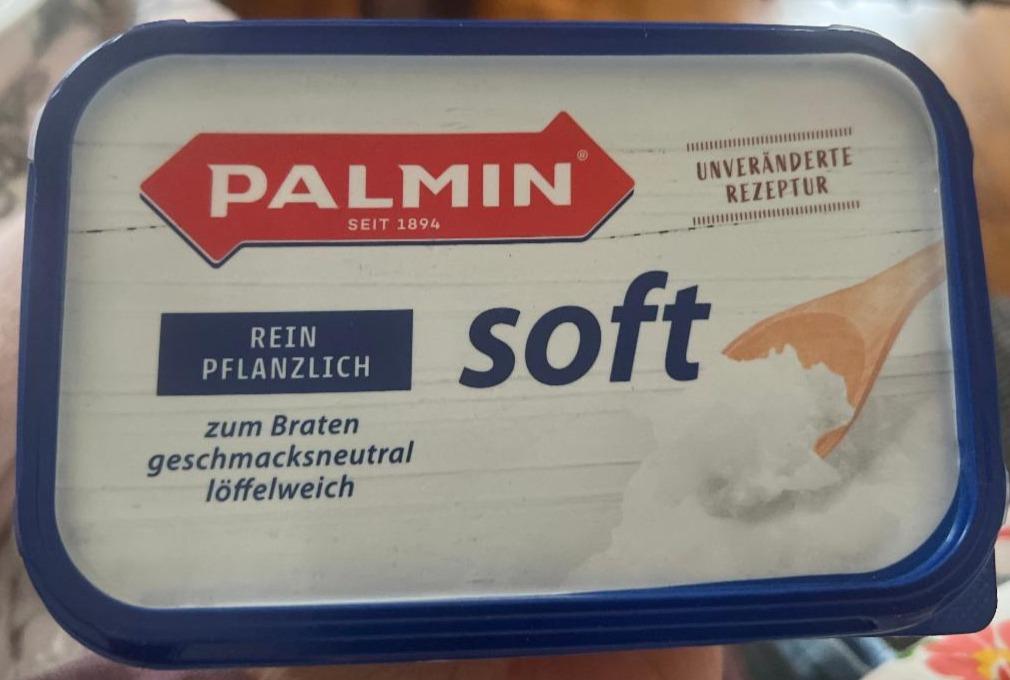 PALMIN®
SEIT 1894
UNVERÄNDERTE
REZEPTUR
REIN
PFLANZLICH
soft
zum Braten
geschmacksneutral
löffelweich